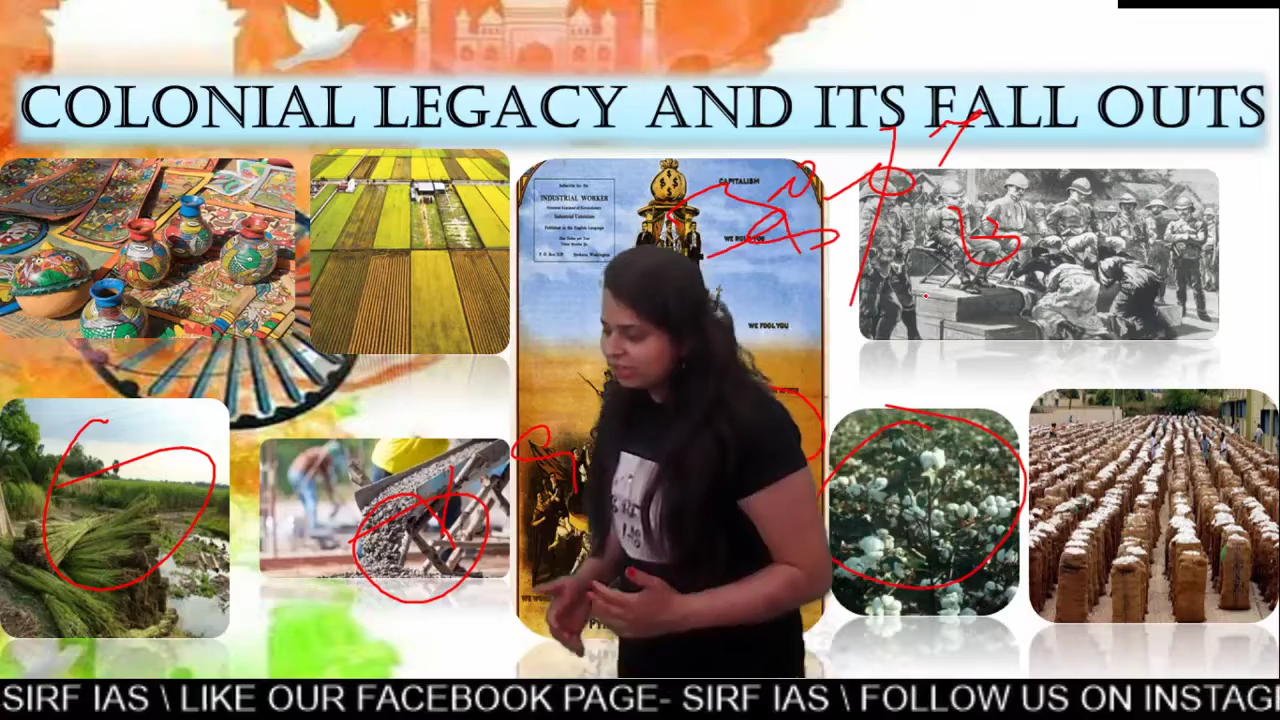 COLONIAL LEGACY AND ITS FALL OUTS
INDUSTRIAL WORKER
CAPITALISM
WE FOOL YOU
SIRF IAS \ LIKE OUR FACEBOOK PAGE- SIRF IAS \ FOLLOW US ON INSTAG